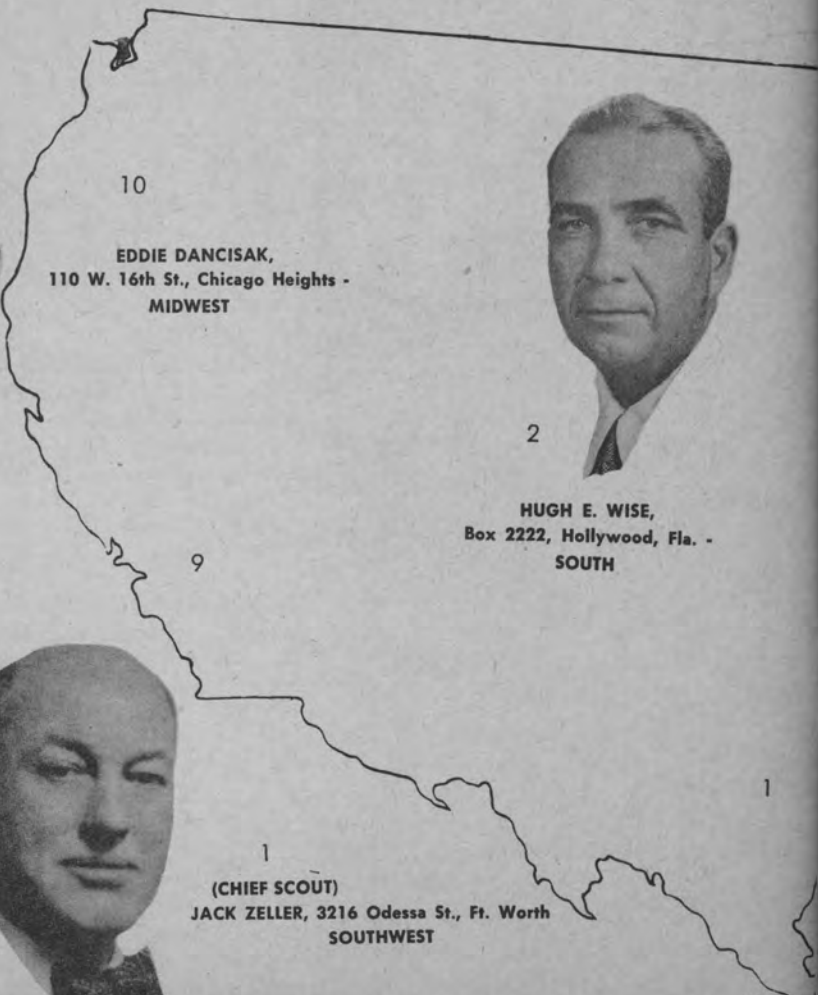 10
EDDIE DANCISAK,
110 W. 16th St., Chicago Heights -
MIDWEST
2
HUGH E. WISE,
Box 2222, Hollywood, Fla. -
SOUTH
9
1
1
(CHIEF SCOUT)
JACK ZELLER, 3216 Odessa St., Ft. Worth
SOUTHWEST